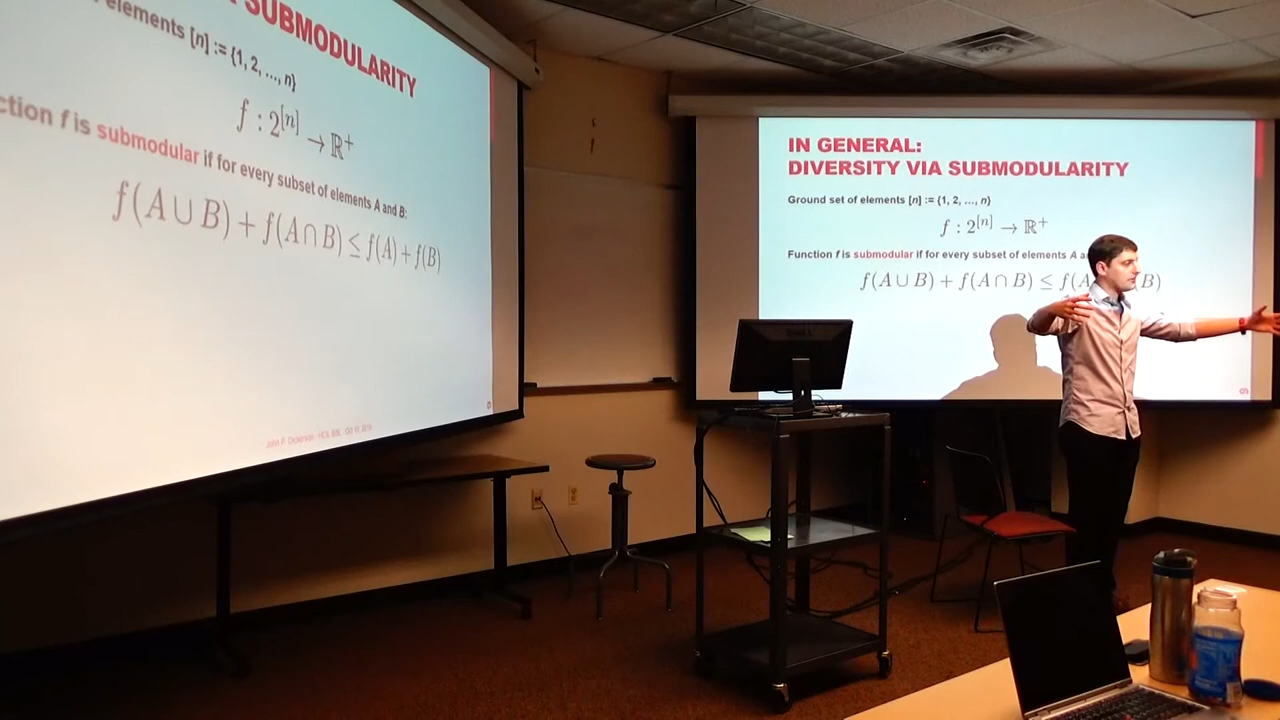 SUBMODULARITY
elements [n] := {1, 2, ..., n}
f : 2^[n] → ℝ^+
ction f is submodular if for every subset of elements A and B:
f(A ∪ B) + f(A ∩ B) ≤ f(A) + f(B)
IN GENERAL:
DIVERSITY VIA SUBMODULARITY
Ground set of elements [n] := {1, 2, ..., n}
f : 2^[n] → ℝ^+
Function f is submodular if for every subset of elements A a
f(A ∪ B) + f(A ∩ B) ≤ f(A (B)